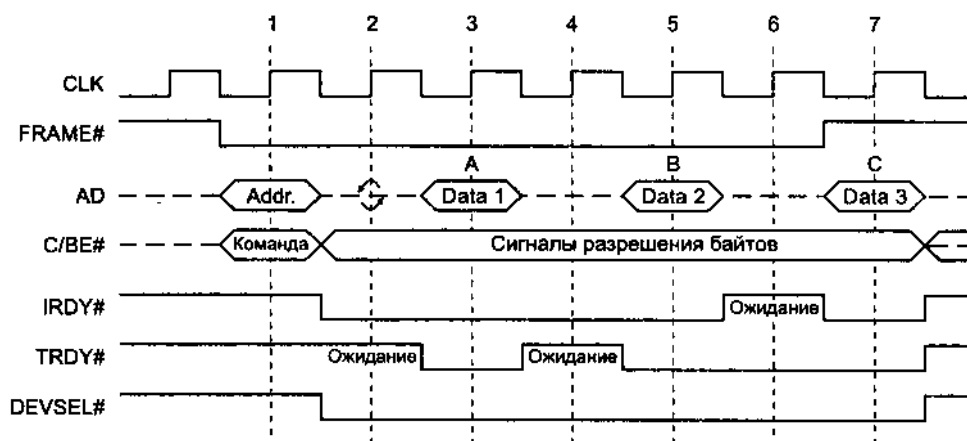 1 2 3 4 5 6 7
CLK
FRAME#
A B C
AD Addr. Data 1 Data 2 Data 3
C/BE# Команда Сигналы разрешения байтов
IRDY# Ожидание
TRDY# Ожидание Ожидание
DEVSEL#